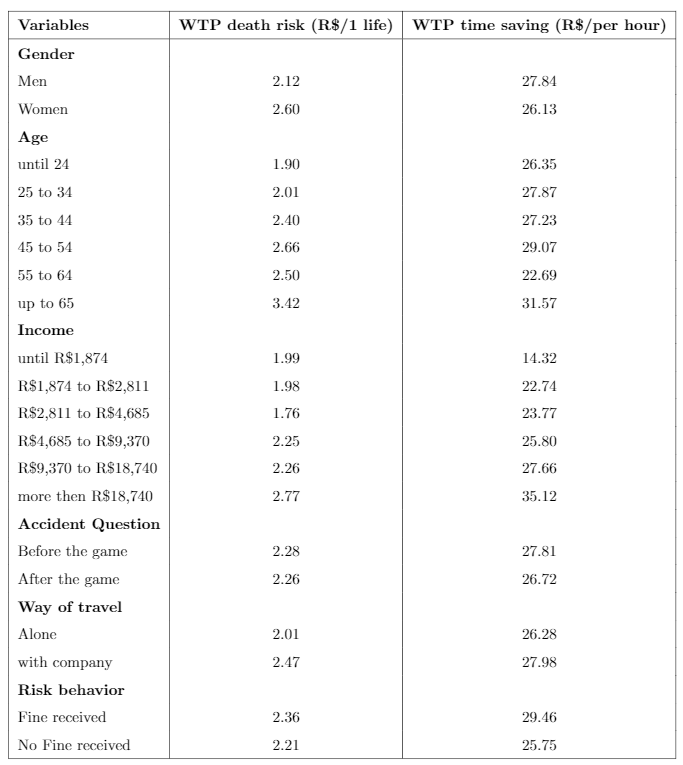 Variables WTP death risk (R$/1 life) WTP time saving (R$/per hour)
Gender
Men 2.12 27.84
Women 2.60 26.13
Age
until 24 1.90 26.35
25 to 34 2.01 27.87
35 to 44 2.40 27.23
45 to 54 2.66 29.07
55 to 64 2.50 22.69
up to 65 3.42 31.57
Income
until R$1,874 1.99 14.32
R$1,874 to R$2,811 1.98 22.74
R$2,811 to R$4,685 1.76 23.77
R$4,685 to R$9,370 2.25 25.80
R$9,370 to R$18,740 2.26 27.66
more then R$18,740 2.77 35.12
Accident Question
Before the game 2.28 27.81
After the game 2.26 26.72
Way of travel
Alone 2.01 26.28
with company 2.47 27.98
Risk behavior
Fine received 2.36 29.46
No Fine received 2.21 25.75